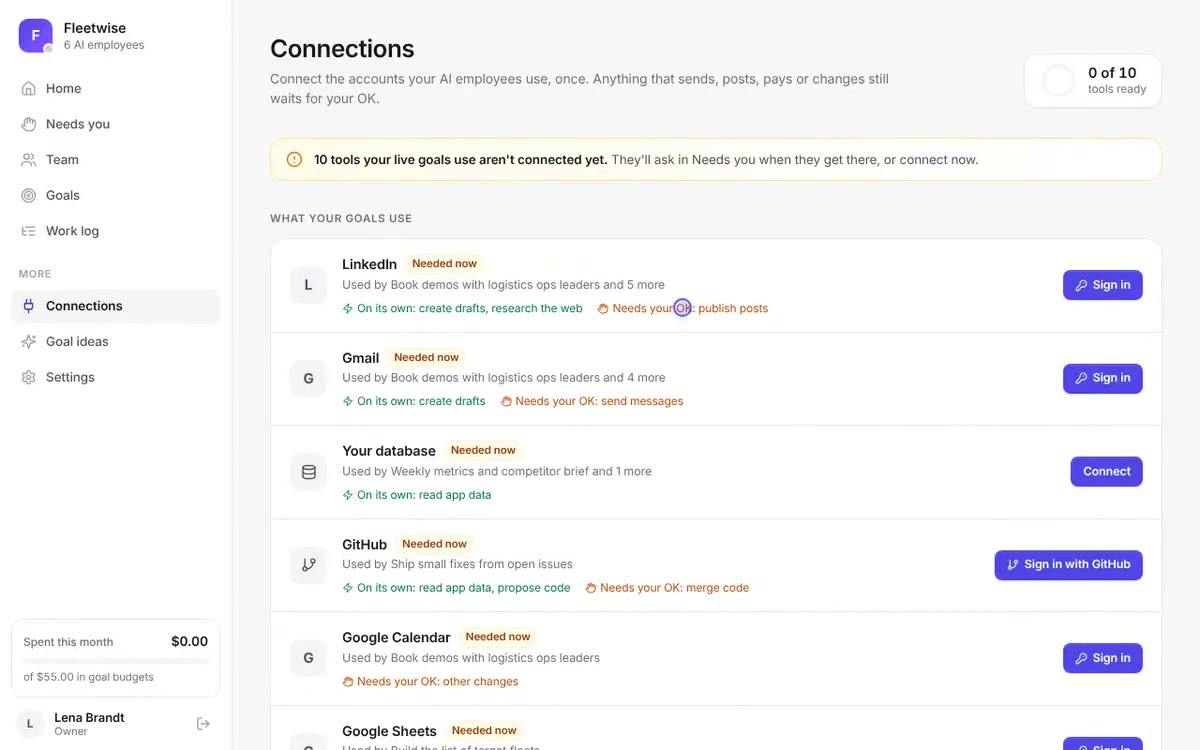 F
Fleetwise
6 AI employees
Home
Needs you
Team
Goals
Work log
MORE
Connections
Goal ideas
Settings
Spent this month $0.00
of $55.00 in goal budgets
L
Lena Brandt
Owner
Connections
Connect the accounts your AI employees use, once. Anything that sends, posts, pays or changes still
waits for your OK.
0 of 10
tools ready
10 tools your live goals use aren't connected yet. They'll ask in Needs you when they get there, or connect now.
WHAT YOUR GOALS USE
L
LinkedIn Needed now
Used by Book demos with logistics ops leaders and 5 more
On its own: create drafts, research the web Needs your OK: publish posts
Sign in
G
Gmail Needed now
Used by Book demos with logistics ops leaders and 4 more
On its own: create drafts Needs your OK: send messages
Sign in
Your database Needed now
Used by Weekly metrics and competitor brief and 1 more
On its own: read app data
Connect
GitHub Needed now
Used by Ship small fixes from open issues
On its own: read app data, propose code Needs your OK: merge code
Sign in with GitHub
G
Google Calendar Needed now
Used by Book demos with logistics ops leaders
Needs your OK: other changes
Sign in
G
Google Sheets Needed now
Used by Build the list of target fleets
Sign in